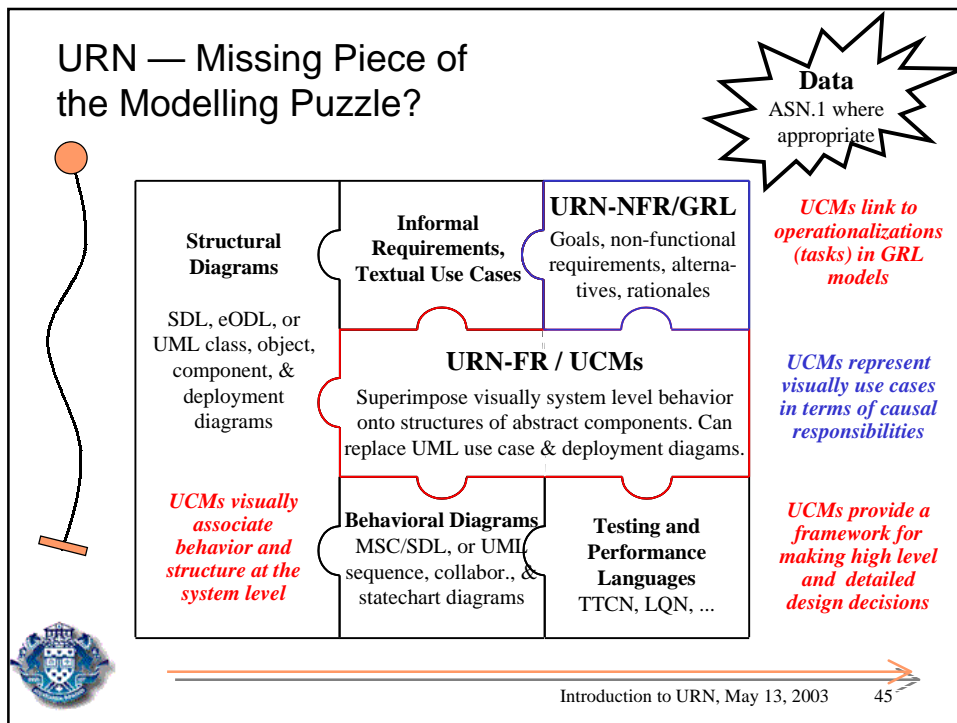 URN — Missing Piece of
the Modelling Puzzle?
Data
ASN.1 where
appropriate
Structural
Diagrams
SDL, eODL, or
UML class, object,
component, &
deployment
diagrams
UCMs visually
associate
behavior and
structure at the
system level
Informal
Requirements,
Textual Use Cases
URN-NFR/GRL
Goals, non-functional
requirements, alterna-
tives, rationales
URN-FR / UCMs
Superimpose visually system level behavior
onto structures of abstract components. Can
replace UML use case & deployment diagams.
Behavioral Diagrams
MSC/SDL, or UML
sequence, collabor., &
statechart diagrams
Testing and
Performance
Languages
TTCN, LQN, ...
UCMs link to
operationalizations
(tasks) in GRL
models
UCMs represent
visually use cases
in terms of causal
responsibilities
UCMs provide a
framework for
making high level
and detailed
design decisions
Introduction to URN, May 13, 2003 45